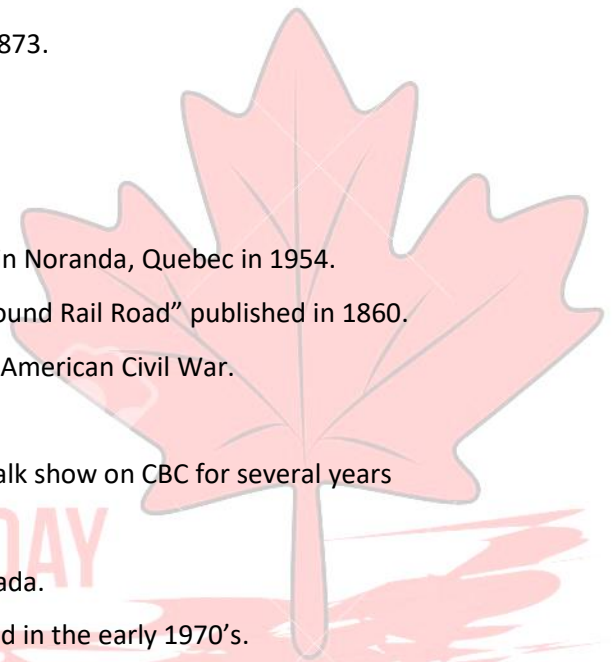 873.
n Noranda, Quebec in 1954.
ound Rail Road” published in 1860.
American Civil War.
alk show on CBC for several years
DAY
ada.
d in the early 1970’s.